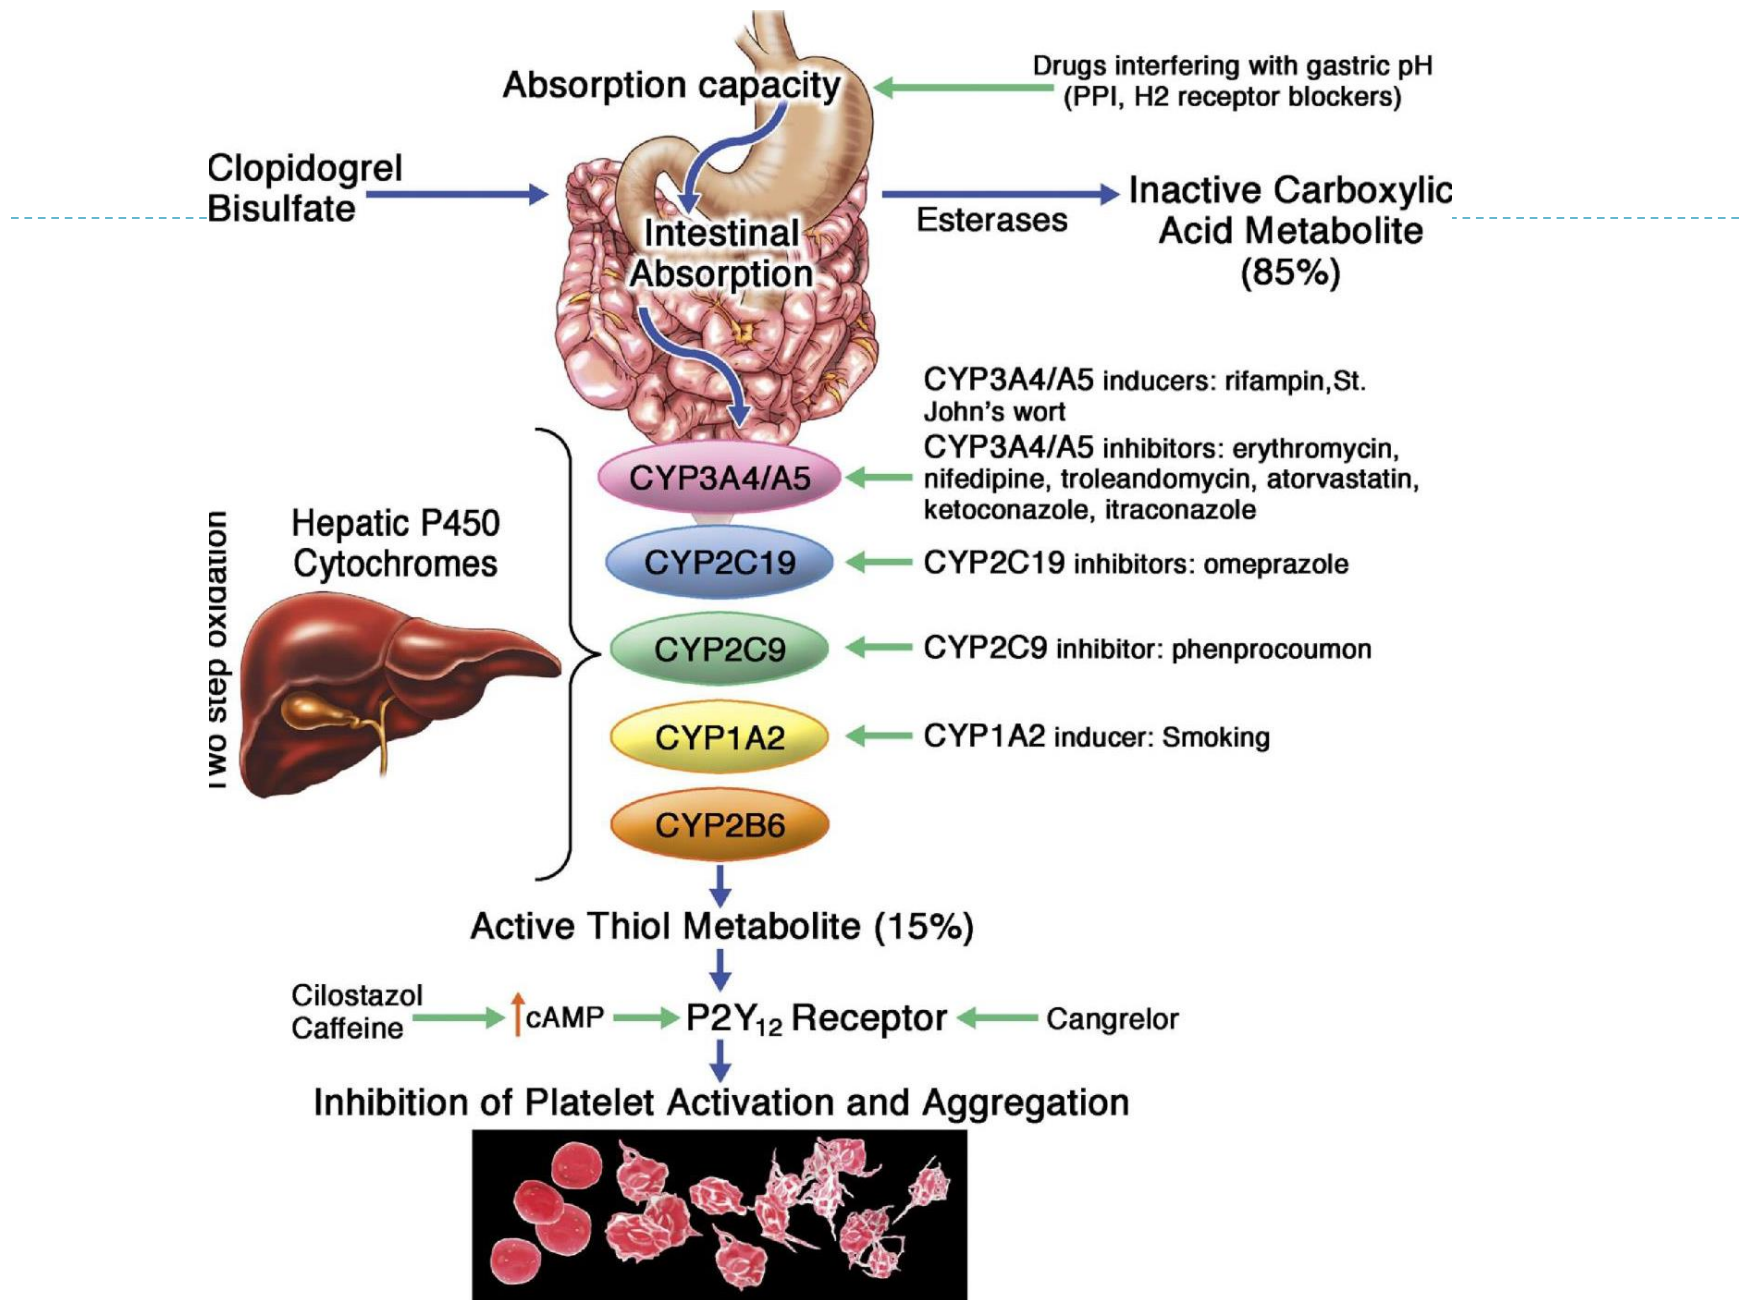 Absorption capacity
Drugs interfering with gastric pH
(PPI, H2 receptor blockers)
Clopidogrel
Bisulfate
Intestinal
Absorption
Esterases
Inactive Carboxylic
Acid Metabolite
(85%)
CYP3A4/A5 inducers: rifampin,St.
John's wort
CYP3A4/A5 inhibitors: erythromycin,
nifedipine, troleandomycin, atorvastatin,
ketoconazole, itraconazole
CYP3A4/A5
Hepatic P450
Cytochromes
Two step oxidation
CYP2C19
CYP2C19 inhibitors: omeprazole
CYP2C9
CYP2C9 inhibitor: phenprocoumon
CYP1A2
CYP1A2 inducer: Smoking
CYP2B6
Active Thiol Metabolite (15%)
Cilostazol
Caffeine
cAMP
P2Y12 Receptor
Cangrelor
Inhibition of Platelet Activation and Aggregation